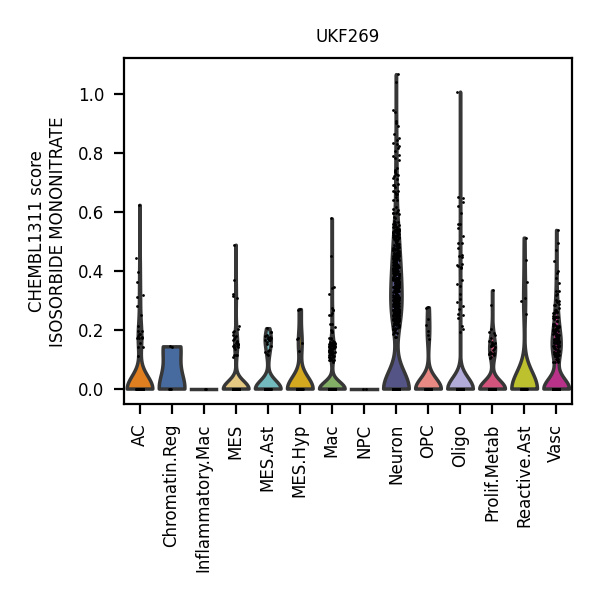 UKF269
CHEMBL1311 score
ISOSORBIDE MONONITRATE
1.0
0.8
0.6
0.4
0.2
0.0
AC
Chromatin.Reg
Inflammatory.Mac
MES
MES.Ast
MES.Hyp
Mac
NPC
Neuron
OPC
Oligo
Prolif.Metab
Reactive.Ast
Vasc